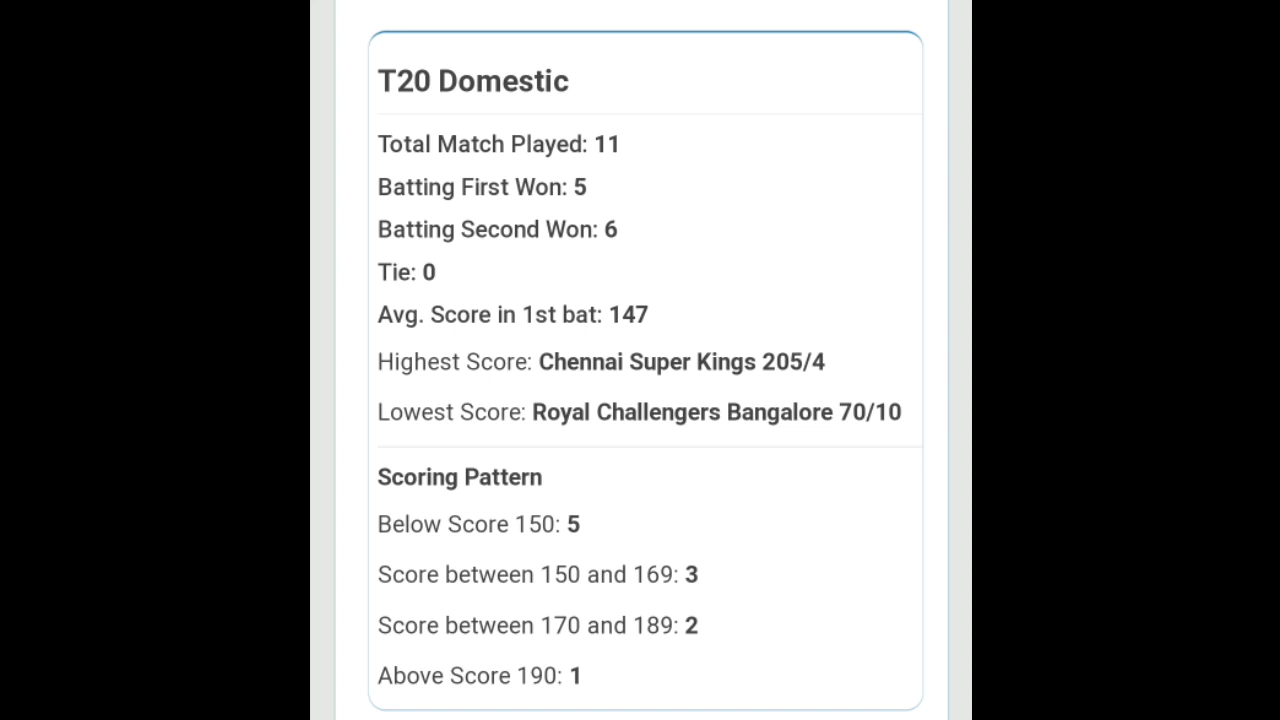 T20 Domestic
Total Match Played: 11
Batting First Won: 5
Batting Second Won: 6
Tie: 0
Avg. Score in 1st bat: 147
Highest Score: Chennai Super Kings 205/4
Lowest Score: Royal Challengers Bangalore 70/10
Scoring Pattern
Below Score 150: 5
Score between 150 and 169: 3
Score between 170 and 189: 2
Above Score 190: 1